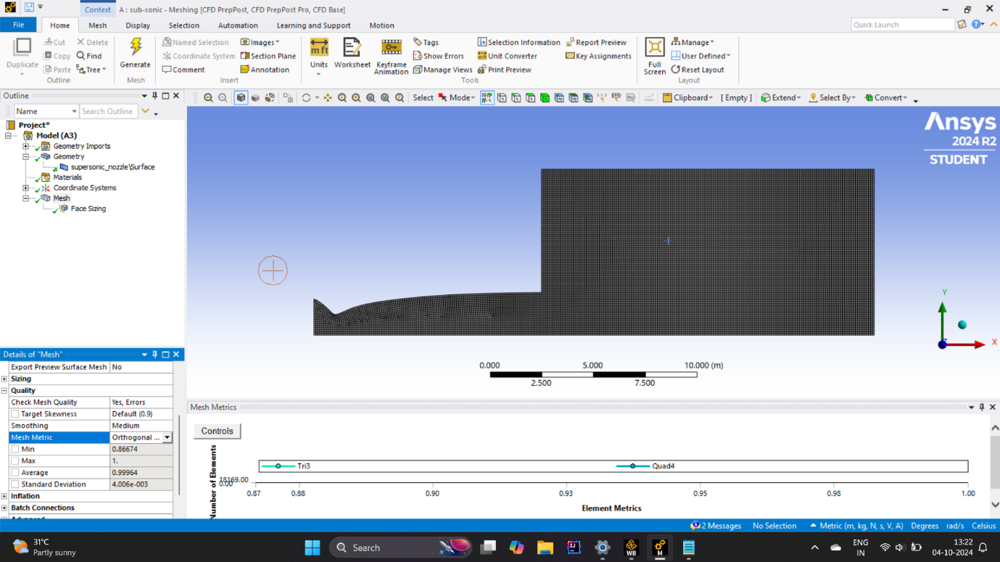 Context A : sub-sonic - Meshing [CFD PrepPost, CFD PrepPost Pro, CFD Base]
File Home Mesh Display Selection Automation Learning and Support Motion Quick Launch
Duplicate
Cut Delete
Copy Find
Paste Tree
Outline
Generate
Mesh
Named Selection Images
Coordinate System Section Plane
Comment Annotation
Insert
Units
Worksheet
Keyframe
Animation
Tags Selection Information Report Preview
Show Errors Unit Converter Key Assignments
Manage Views Print Preview
Tools
Full
Screen
Manage
User Defined
Reset Layout
Layout
Outline
Select Mode Clipboard [ Empty ] Extend Select By Convert
Name Search Outline
Project*
Model (A3)
Geometry Imports
Geometry
supersonic_nozzle\Surface
Materials
Coordinate Systems
Mesh
Face Sizing
Ansys
2024 R2
STUDENT
Y
Z
X
0.000 5.000 10.000 (m)
2.500 7.500
Details of "Mesh"
Export Preview Surface Mesh No
Sizing
Quality
Check Mesh Quality Yes, Errors
Target Skewness Default (0.9)
Smoothing Medium
Mesh Metric Orthogonal ...
Min 0.86674
Max 1.
Average 0.99964
Standard Deviation 4.006e-003
Inflation
Batch Connections
Advanced
Mesh Metrics
Controls
Number of Elements
Tri3 Quad4
18169.00
0.00
0.87 0.88 0.90 0.93 0.95 0.98 1.00
Element Metrics
2 Messages No Selection Metric (m, kg, N, s, V, A) Degrees rad/s Celsius
31°C
Partly sunny
Search
WB
M
ENG
IN
13:22
04-10-2024